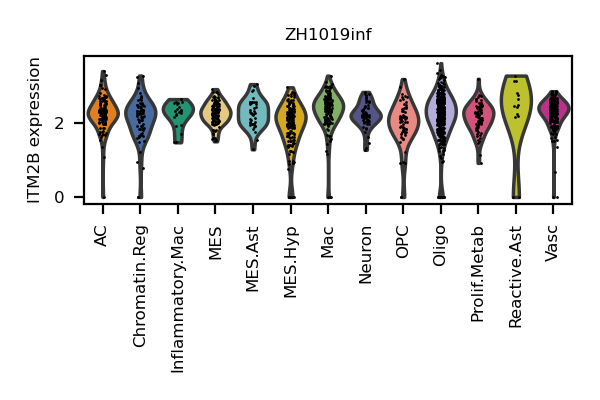 ZH1019inf
ITM2B expression
2
0
AC
Chromatin.Reg
Inflammatory.Mac
MES
MES.Ast
MES.Hyp
Mac
Neuron
OPC
Oligo
Prolif.Metab
Reactive.Ast
Vasc